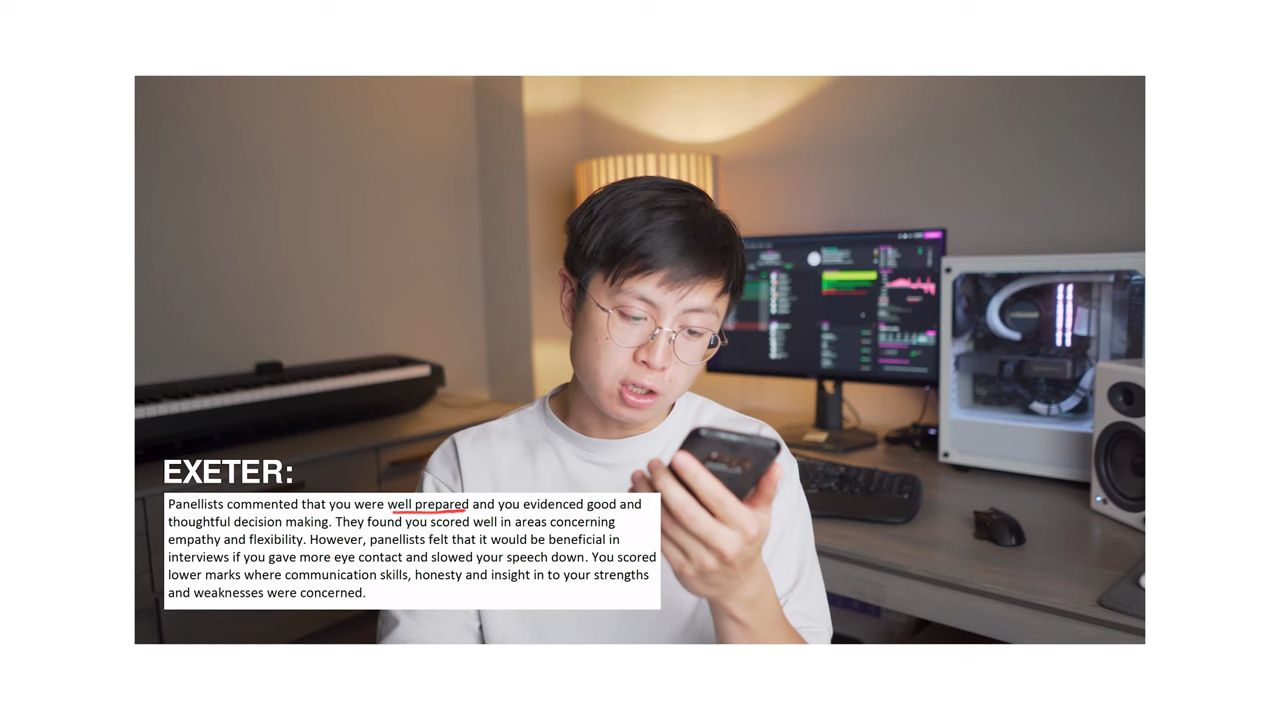 EXETER:
Panellists commented that you were well prepared and you evidenced good and
thoughtful decision making. They found you scored well in areas concerning
empathy and flexibility. However, panellists felt that it would be beneficial in
interviews if you gave more eye contact and slowed your speech down. You scored
lower marks where communication skills, honesty and insight in to your strengths
and weaknesses were concerned.